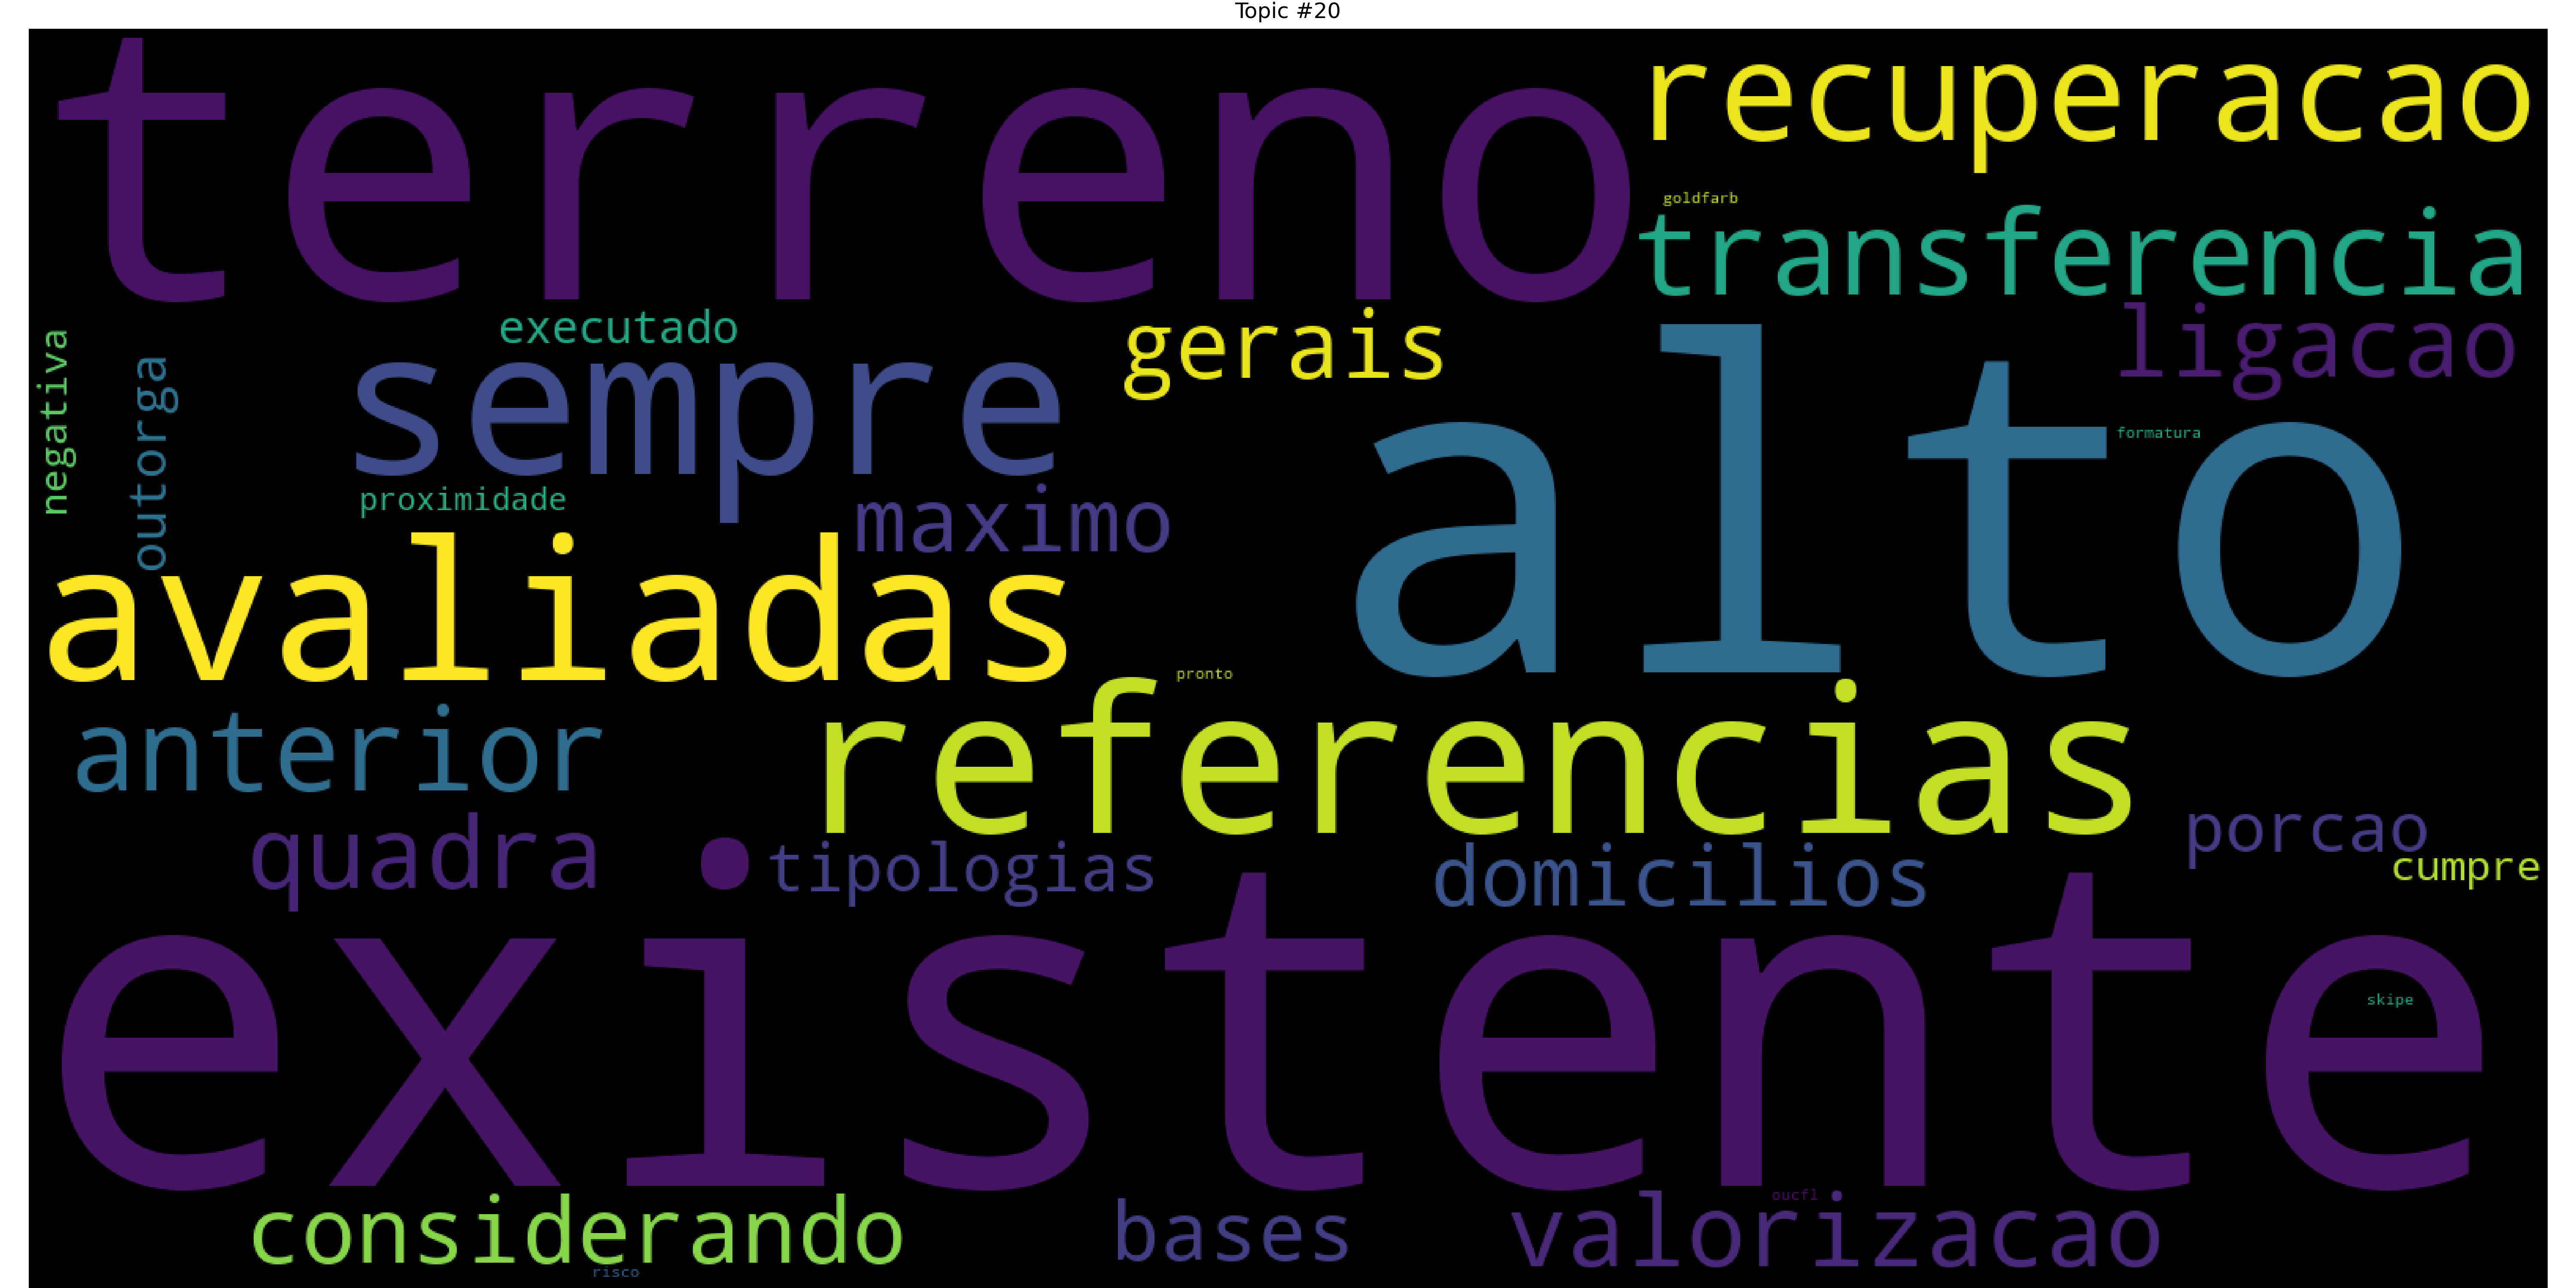 Topic #20
terreno
recuperacao
goldfarb
transferencia
executado
gerais
ligacao
negativa
outorga
sempre
alto
formatura
proximidade
maximo
avaliadas
pronto
referencias
anterior
quadra
tipologias
domicilios
porcao
cumpre
existente
skipe
considerando
bases
oucfl
valorizacao
risco